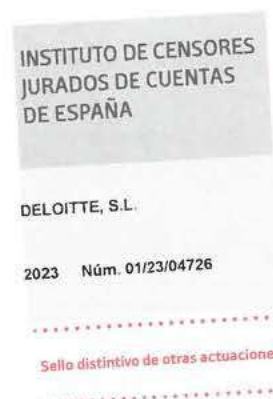 INSTITUTO DE CENSORES
JURADOS DE CUENTAS
DE ESPAÑA
DELOITTE, S.L.
2023 Núm. 01/23/04726
Sello distintivo de otras actuacione